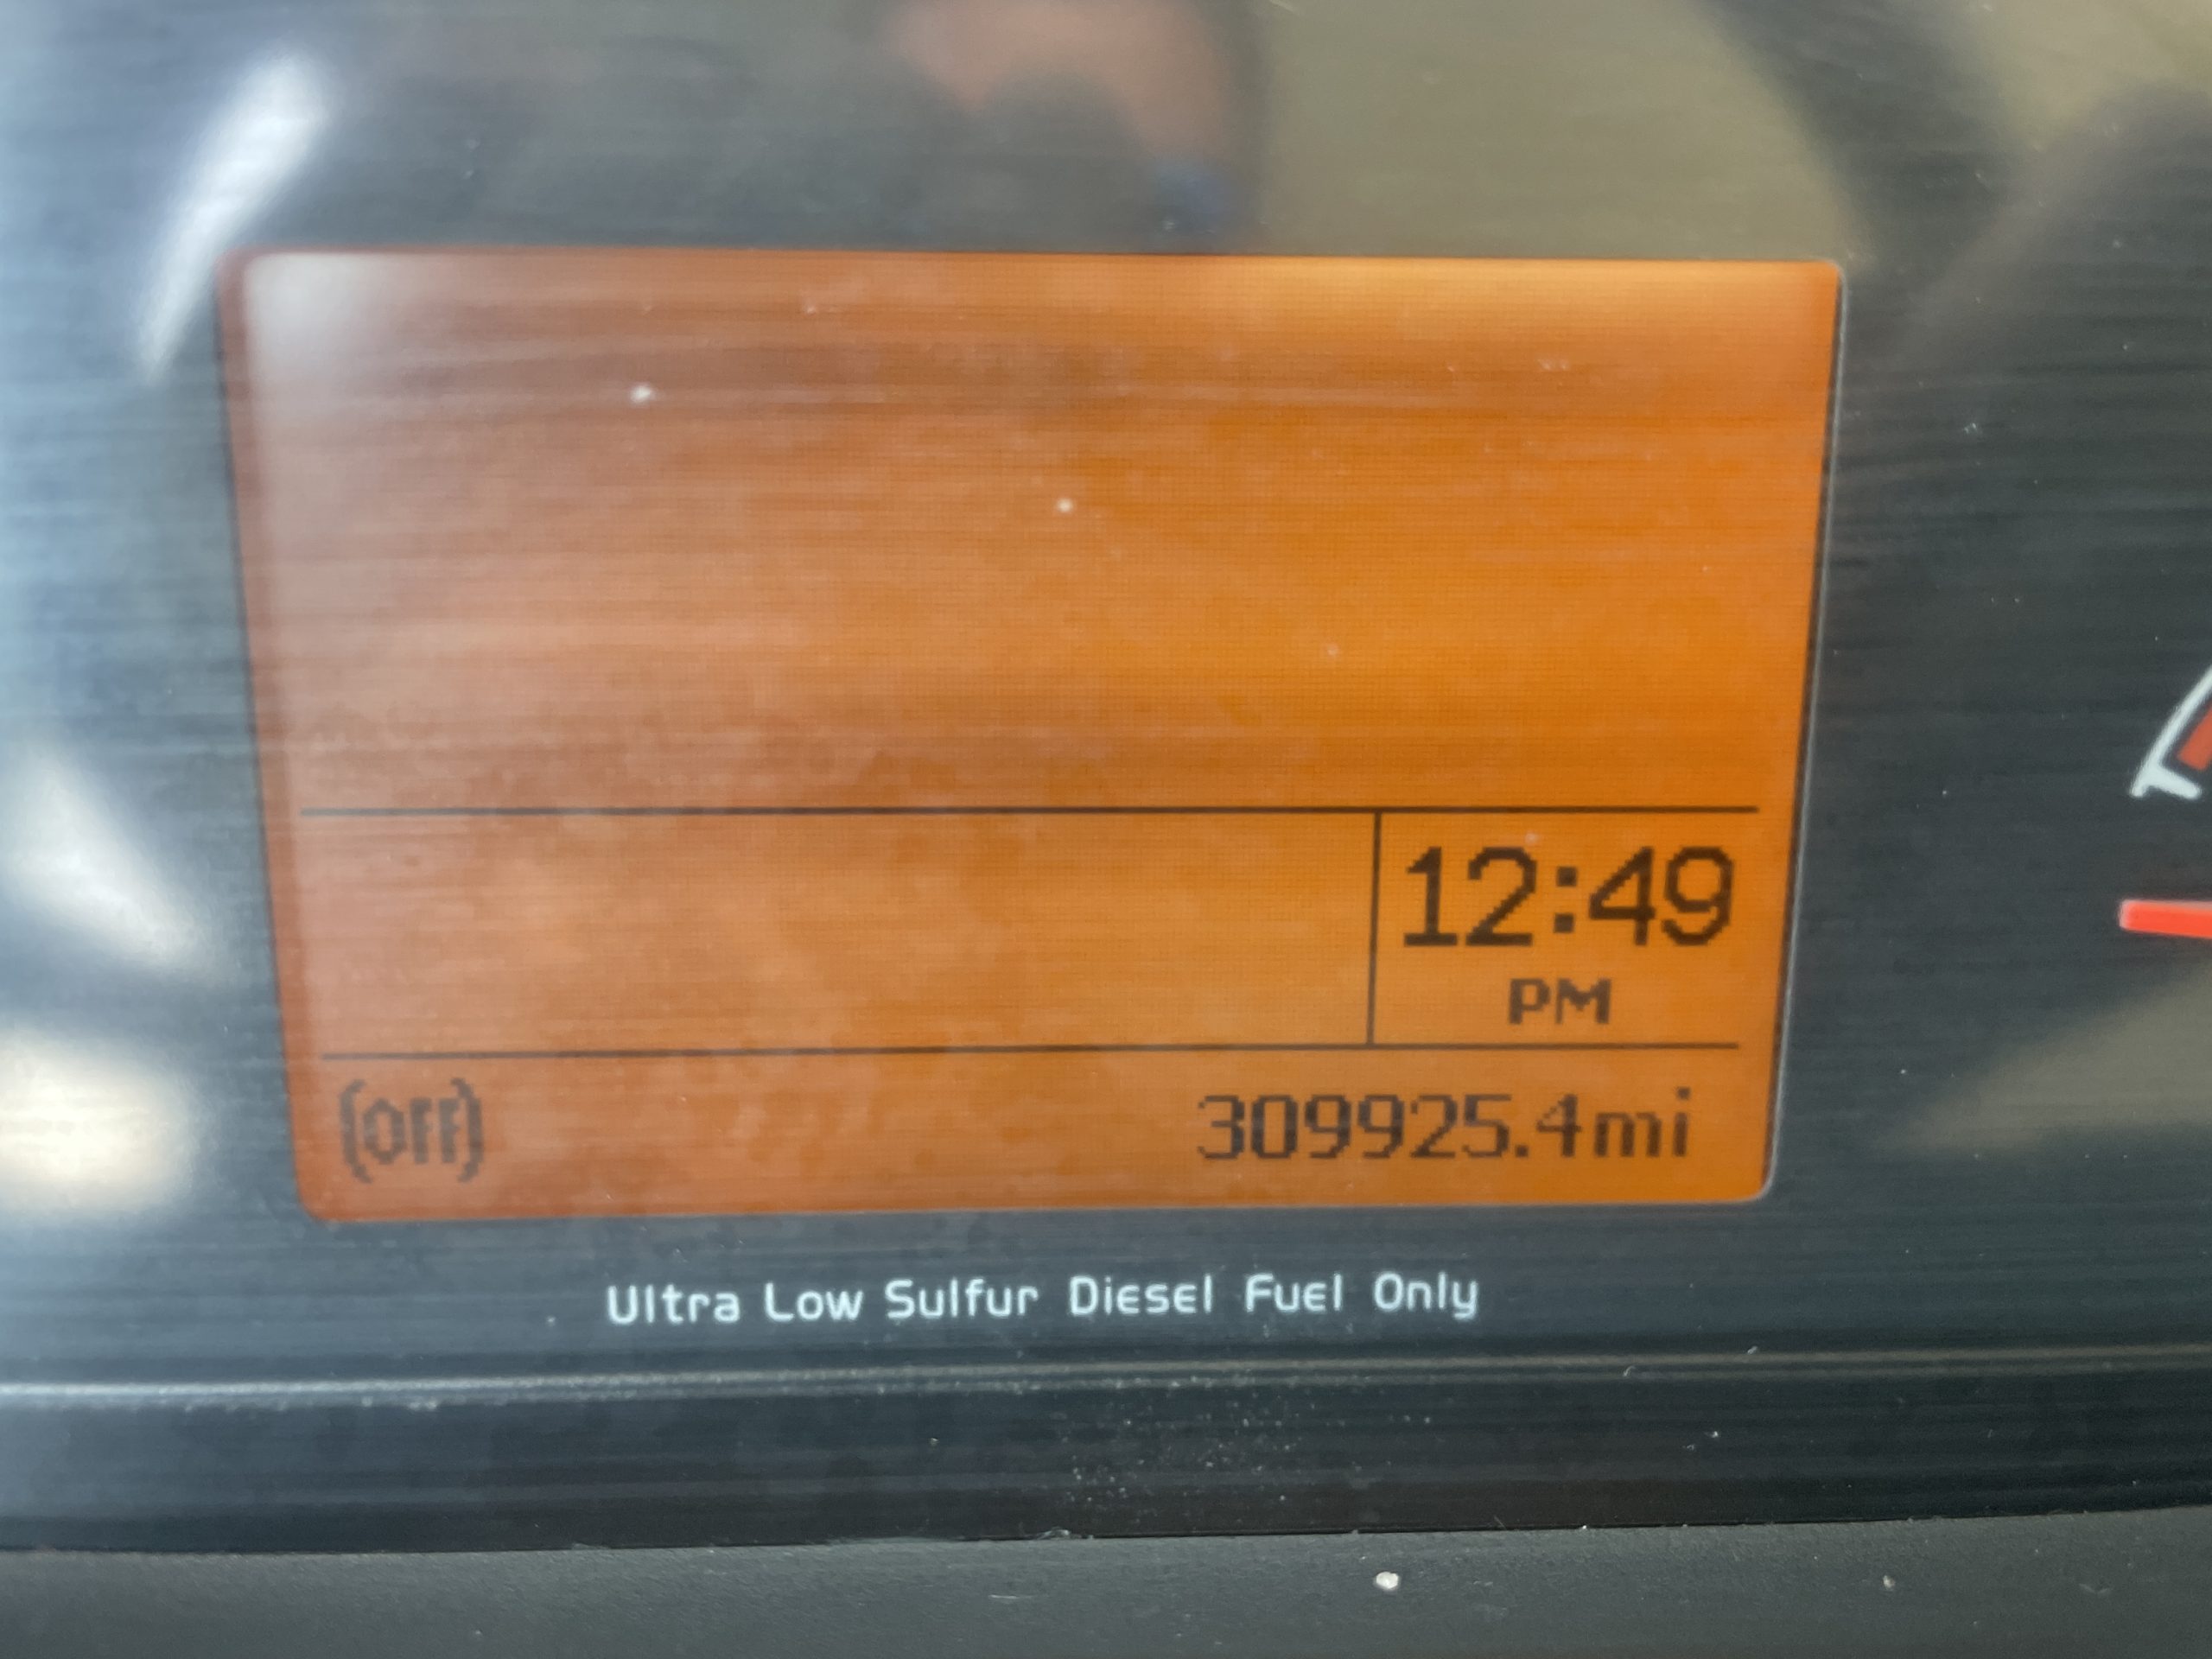 12:49
PM
(off)
309925.4mi
Ultra Low Sulfur Diesel Fuel Only